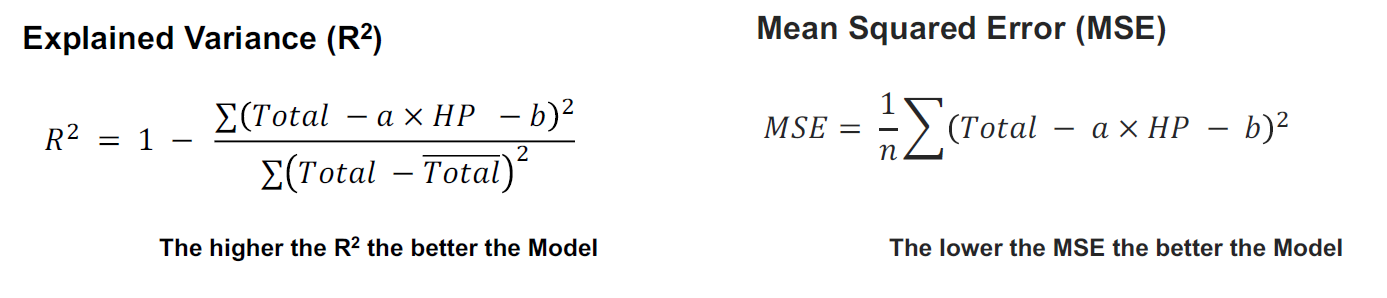 Explained Variance (R²)
R² = 1 − ∑(Total − a × HP − b)² / ∑(Total − T̅o̅t̅a̅l̅)²
The higher the R² the better the Model
Mean Squared Error (MSE)
MSE = 1/n ∑(Total − a × HP − b)²
The lower the MSE the better the Model